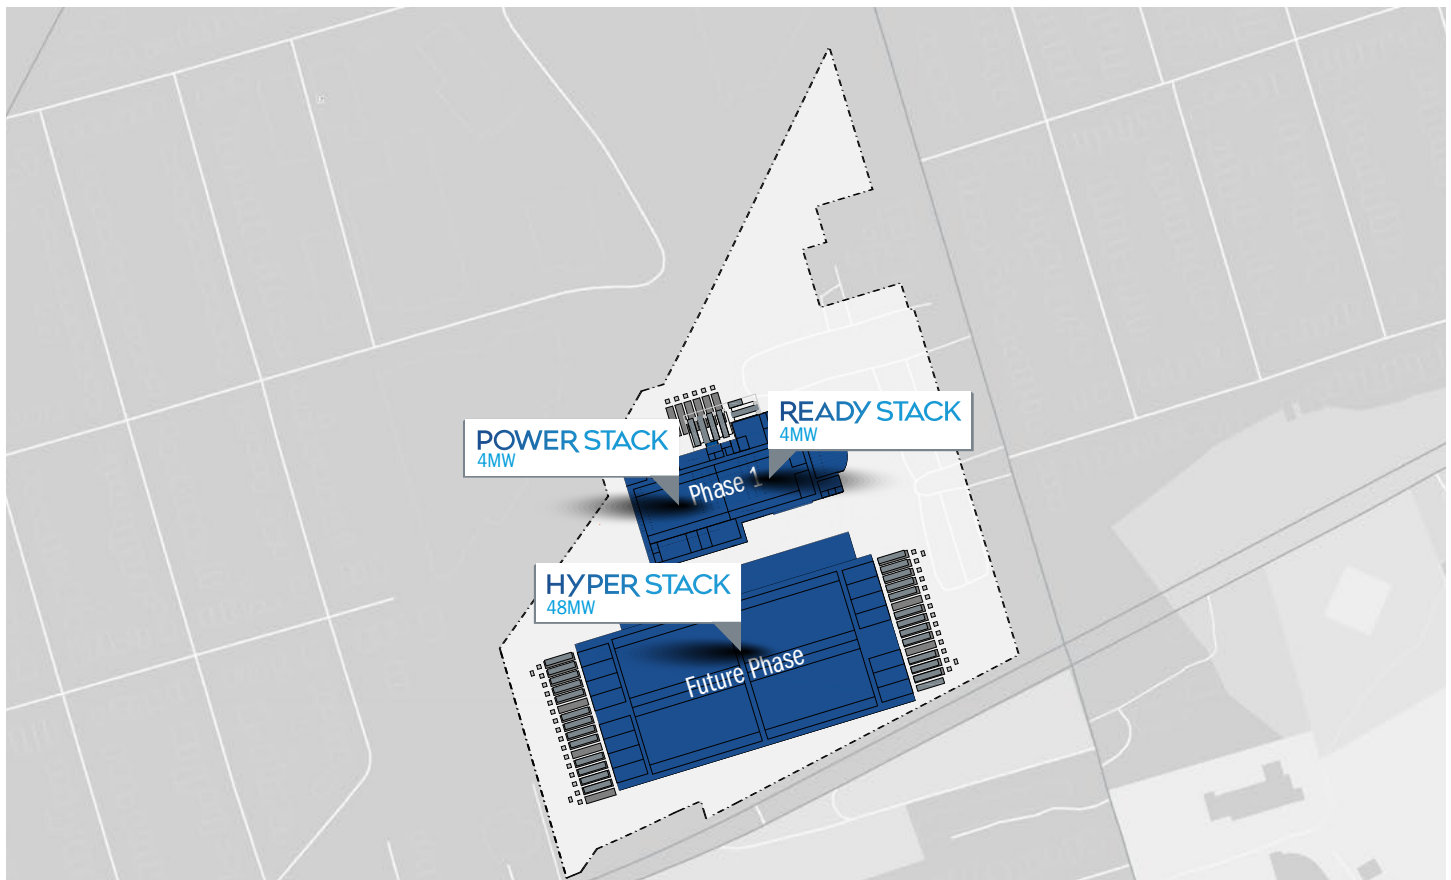 READY STACK
4MW
POWER STACK
4MW
Phase 1
HYPER STACK
48MW
Future Phase